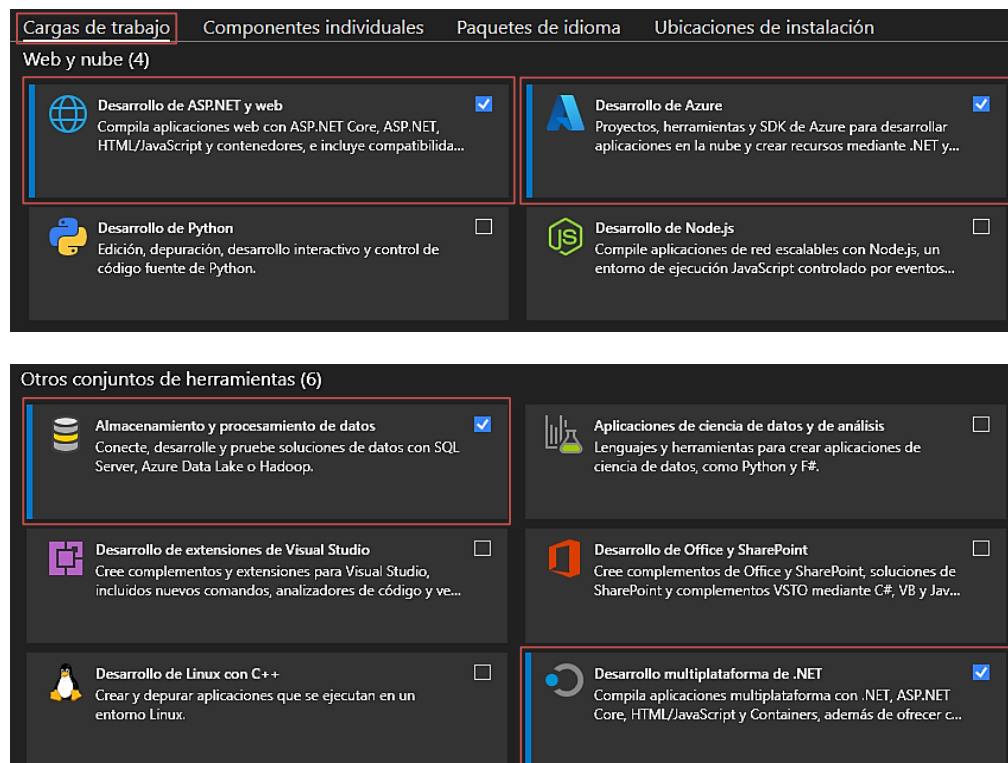 Cargas de trabajo Componentes individuales Paquetes de idioma Ubicaciones de instalación
Web y nube (4)
Desarrollo de ASP.NET y web
Compila aplicaciones web con ASP.NET Core, ASP.NET,
HTML/JavaScript y contenedores, e incluye compatibilida...
Desarrollo de Azure
Proyectos, herramientas y SDK de Azure para desarrollar
aplicaciones en la nube y crear recursos mediante .NET y...
Desarrollo de Python
Edición, depuración, desarrollo interactivo y control de
código fuente de Python.
JS
Desarrollo de Node.js
Compile aplicaciones de red escalables con Node.js, un
entorno de ejecución JavaScript controlado por eventos...
Otros conjuntos de herramientas (6)
Almacenamiento y procesamiento de datos
Conecte, desarrolle y pruebe soluciones de datos con SQL
Server, Azure Data Lake o Hadoop.
Aplicaciones de ciencia de datos y de análisis
Lenguajes y herramientas para crear aplicaciones de
ciencia de datos, como Python y F#.
Desarrollo de extensiones de Visual Studio
Cree complementos y extensiones para Visual Studio,
incluidos nuevos comandos, analizadores de código y ve...
Desarrollo de Office y SharePoint
Cree complementos de Office y SharePoint, soluciones de
SharePoint y complementos VSTO mediante C#, VB y Jav...
Desarrollo de Linux con C++
Crear y depurar aplicaciones que se ejecutan en un
entorno Linux.
Desarrollo multiplataforma de .NET
Compila aplicaciones multiplataforma con .NET, ASP.NET
Core, HTML/JavaScript y Containers, además de ofrecer c...